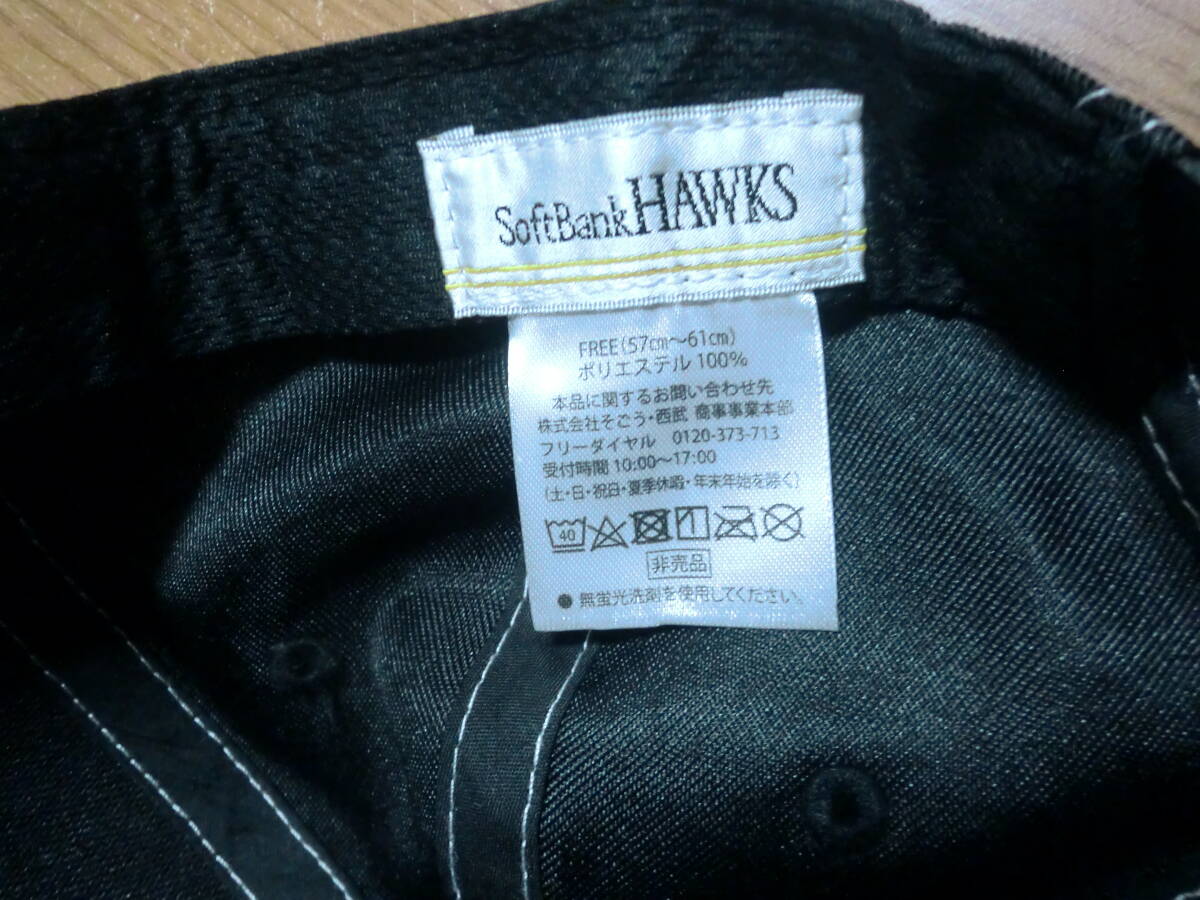 SoftBank HAWKS
FREE(57㎝～61㎝)
ポリエステル 100%
本品に関するお問い合わせ先
株式会社そごう・西武 商事事業本部
フリーダイヤル 0120-373-713
受付時間 10:00～17:00
(土・日・祝日・夏季休暇・年末年始を除く)
40
非売品
● 無蛍光洗剤を使用してください。